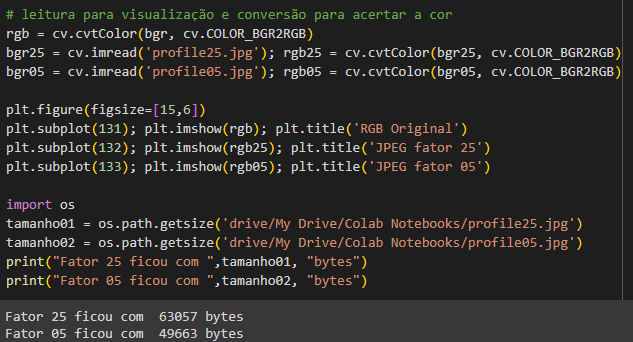 # leitura para visualização e conversão para acertar a cor
rgb = cv.cvtColor(bgr, cv.COLOR_BGR2RGB)
bgr25 = cv.imread('profile25.jpg'); rgb25 = cv.cvtColor(bgr25, cv.COLOR_BGR2RGB)
bgr05 = cv.imread('profile05.jpg'); rgb05 = cv.cvtColor(bgr05, cv.COLOR_BGR2RGB)
plt.figure(figsize=[15,6])
plt.subplot(131); plt.imshow(rgb); plt.title('RGB Original')
plt.subplot(132); plt.imshow(rgb25); plt.title('JPEG fator 25')
plt.subplot(133); plt.imshow(rgb05); plt.title('JPEG fator 05')
import os
tamanho01 = os.path.getsize('drive/My Drive/Colab Notebooks/profile25.jpg')
tamanho02 = os.path.getsize('drive/My Drive/Colab Notebooks/profile05.jpg')
print("Fator 25 ficou com ",tamanho01, "bytes")
print("Fator 05 ficou com ",tamanho02, "bytes")
Fator 25 ficou com  63057 bytes
Fator 05 ficou com  49663 bytes